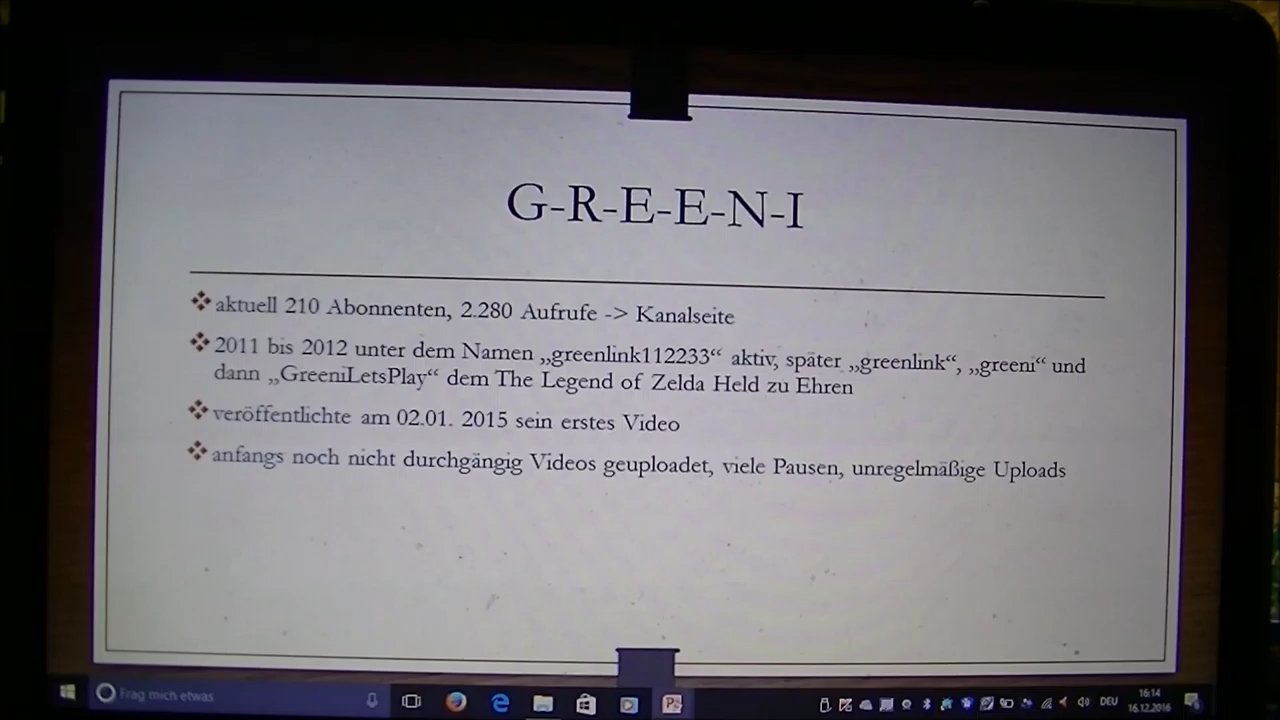 G-R-E-E-N-I
aktuell 210 Abonnenten, 2.280 Aufrufe -> Kanalseite
2011 bis 2012 unter dem Namen „greenlink112233“ aktiv, später „greenlink“, „greeni“ und
dann „GreeniLetsPlay“ dem The Legend of Zelda Held zu Ehren
veröffentlichte am 02.01. 2015 sein erstes Video
anfangs noch nicht durchgängig Videos geuploadet, viele Pausen, unregelmäßige Uploads
Frag mich etwas
DEU
16:14
16.12.2016